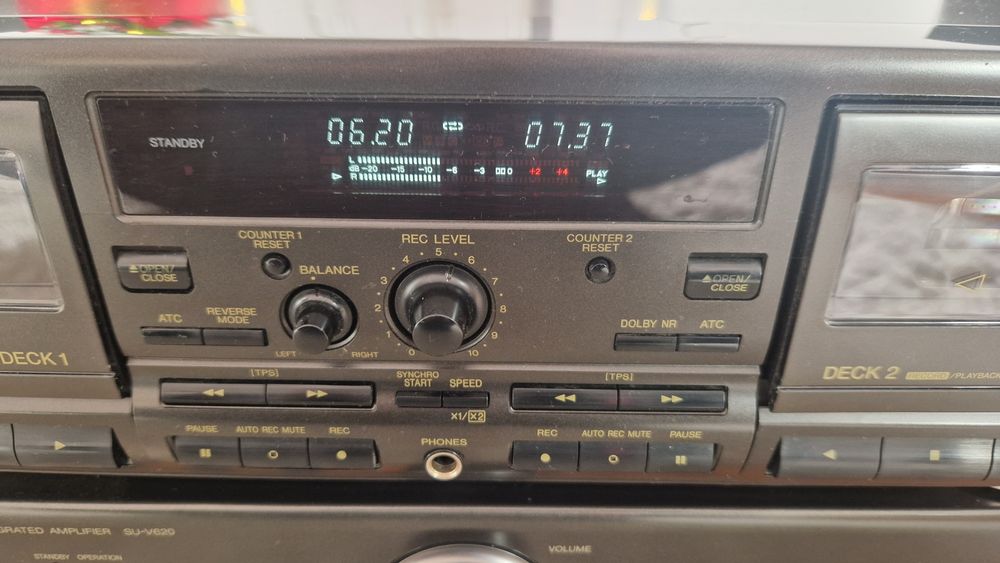 STANDBY
06.20
07.37
L
dB -20 -15 -10 -6 -3 0 +2 +4
R
PLAY
COUNTER 1
RESET
REC LEVEL
COUNTER 2
RESET
OPEN/
CLOSE
BALANCE
LEFT RIGHT
0 1 2 3 4 5 6 7 8 9 10
OPEN/
CLOSE
ATC
REVERSE
MODE
DOLBY NR
ATC
DECK 1
DECK 2 RECORD/PLAYBACK
[TPS]
SYNCHRO
START
SPEED
×1/×2
[TPS]
PAUSE
AUTO REC MUTE
REC
PHONES
REC
AUTO REC MUTE
PAUSE
GRATED AMPLIFIER SU-V620
STANDBY OPERATION
VOLUME